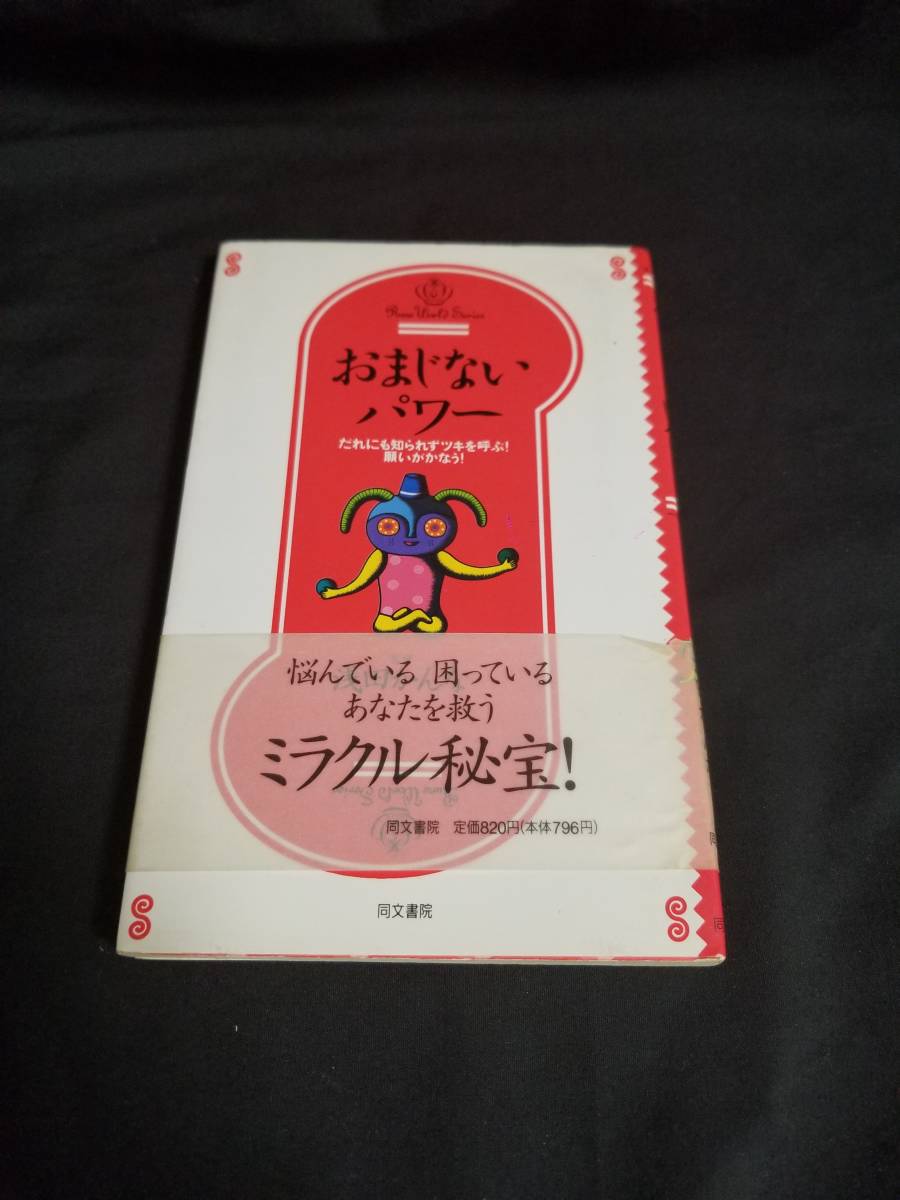 おまじない
パワー
だれにも知られずツキを呼ぶ!
願いがかなう!
悩んでいる 困っている
あなたを救う
ミラクル秘宝!
同文書院 定価820円(本体796円)
同文書院